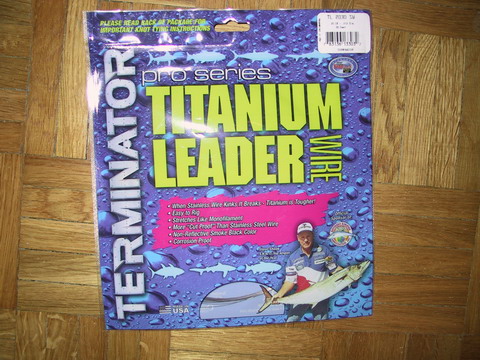 PLEASE READ BACK OF PACKAGE FOR
IMPORTANT KNOT TYING INSTRUCTIONS
TERMINATOR
pro series
TITANIUM
LEADER
WIRE
• When Stainless Wire Kinks it Breaks - Titanium is Tougher!
• Easy to Rig
• Stretches Like Monofilament
• More "Cut Proof" Than Stainless Steel Wire
• Non-Reflective Smoke Black Color
• Corrosion Proof
USA